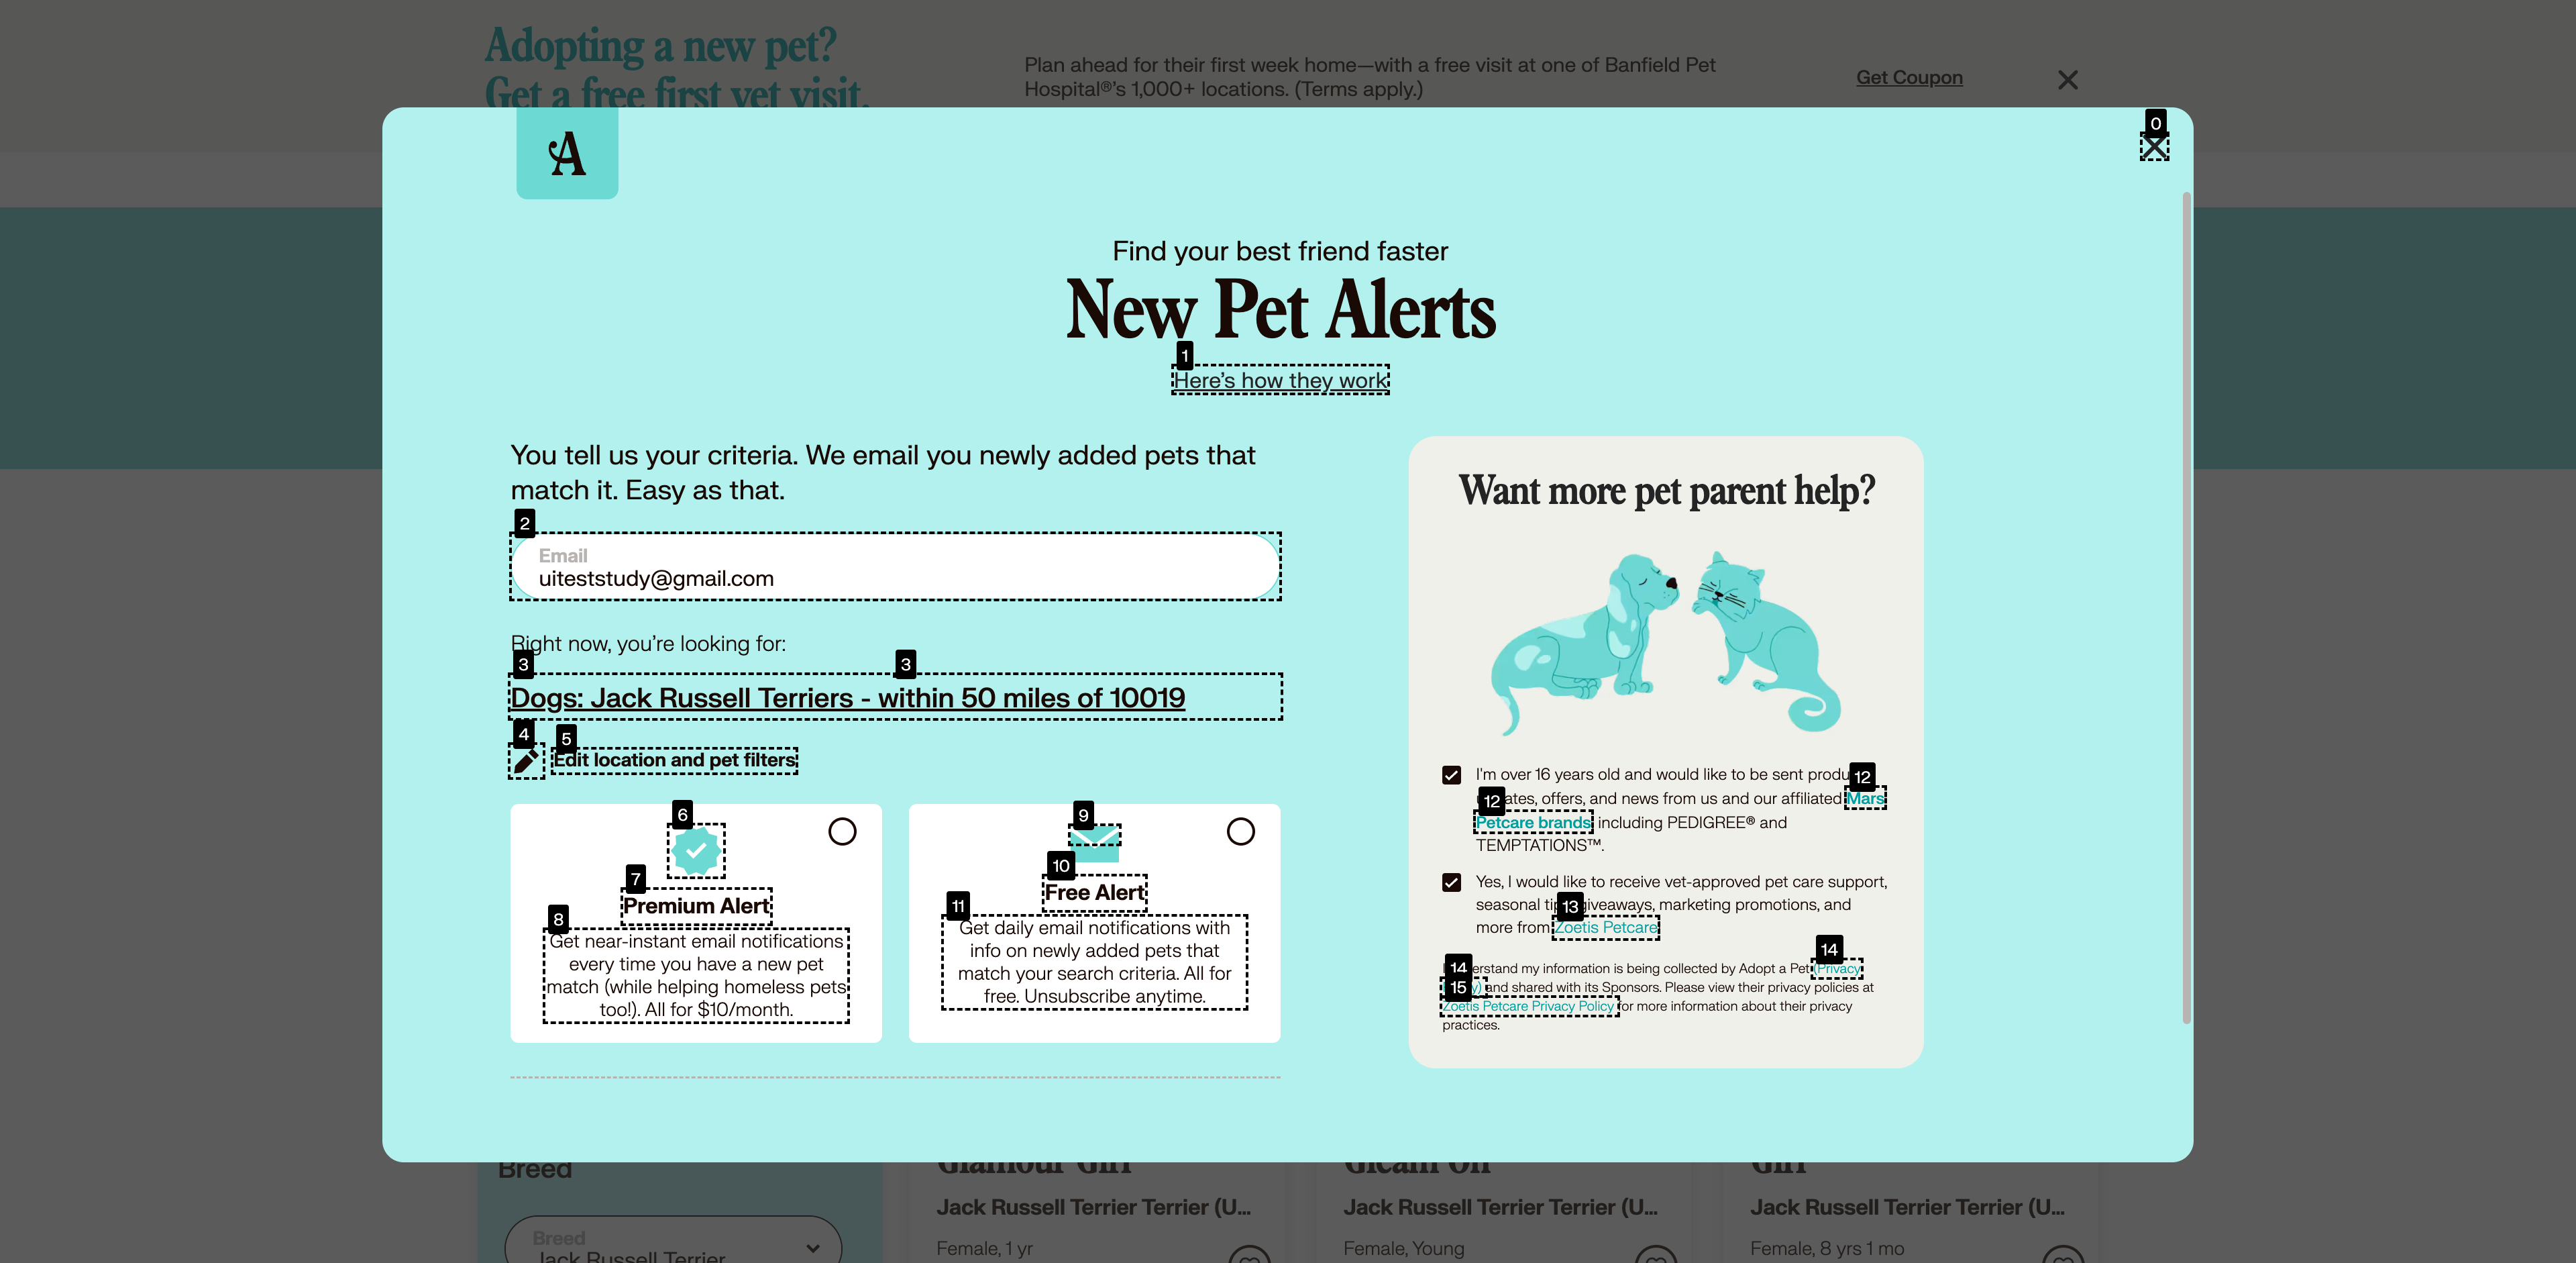 Adopting a new pet?
Get a free first vet visit.
Plan ahead for their first week home—with a free visit at one of Banfield Pet
Hospital®'s 1,000+ locations. (Terms apply.)
Get Coupon
A
0
Find your best friend faster
New Pet Alerts
1
Here's how they work
You tell us your criteria. We email you newly added pets that
match it. Easy as that.
2
Email
uiteststudy@gmail.com
Right now, you're looking for:
3
3
Dogs: Jack Russell Terriers - within 50 miles of 10019
4
5
Edit location and pet filters
6
7
Premium Alert
8
Get near-instant email notifications
every time you have a new pet
match (while helping homeless pets
too!). All for $10/month.
9
10
Free Alert
11
Get daily email notifications with
info on newly added pets that
match your search criteria. All for
free. Unsubscribe anytime.
Want more pet parent help?
I'm over 16 years old and would like to be sent
12
12
offers, and news from us and our affiliated Mars
Petcare brands including PEDIGREE® and
TEMPTATIONS™.
Yes, I would like to receive vet-approved pet care support,
seasonal giveaways, marketing promotions, and
13
more from Zoetis Petcare
14
14
my information is being collected by Adopt a Pet (Privacy
15
and shared with its Sponsors. Please view their privacy policies at
Zoetis Petcare Privacy Policy for more information about their privacy
practices.
Breed
Breed
Jack Russell Terrier
Glamour Girl
Jack Russell Terrier Terrier (U...
Female, 1 yr
Gleam On
Jack Russell Terrier Terrier (U...
Female, Young
Girl
Jack Russell Terrier Terrier (U...
Female, 8 yrs 1 mo